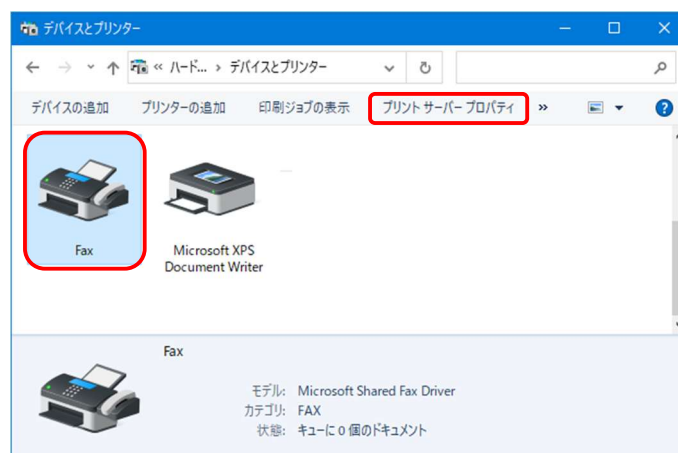 デバイスとプリンター
« ハード... › デバイスとプリンター
デバイスの追加 プリンターの追加 印刷ジョブの表示 プリント サーバー プロパティ »
Fax
Microsoft XPS
Document Writer
Fax
モデル: Microsoft Shared Fax Driver
カテゴリ: FAX
状態: キューに 0 個のドキュメント